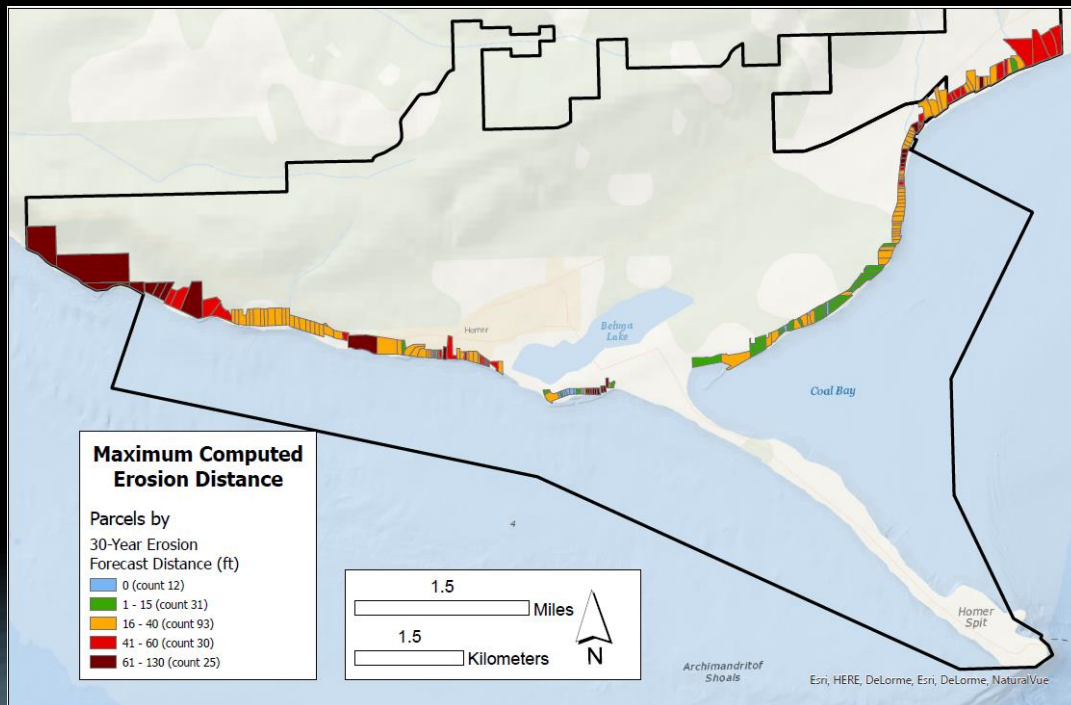 Homer
Beluga
Lake
Coal Bay
Maximum Computed
Erosion Distance
Parcels by
30-Year Erosion
Forecast Distance (ft)
0 (count 12)
1 - 15 (count 31)
16 - 40 (count 93)
41 - 60 (count 30)
61 - 130 (count 25)
4
1.5
Miles
1.5
Kilometers
N
Homer
Spit
Archimandritof
Shoals
Esri, HERE, DeLorme, Esri, DeLorme, NaturalVue